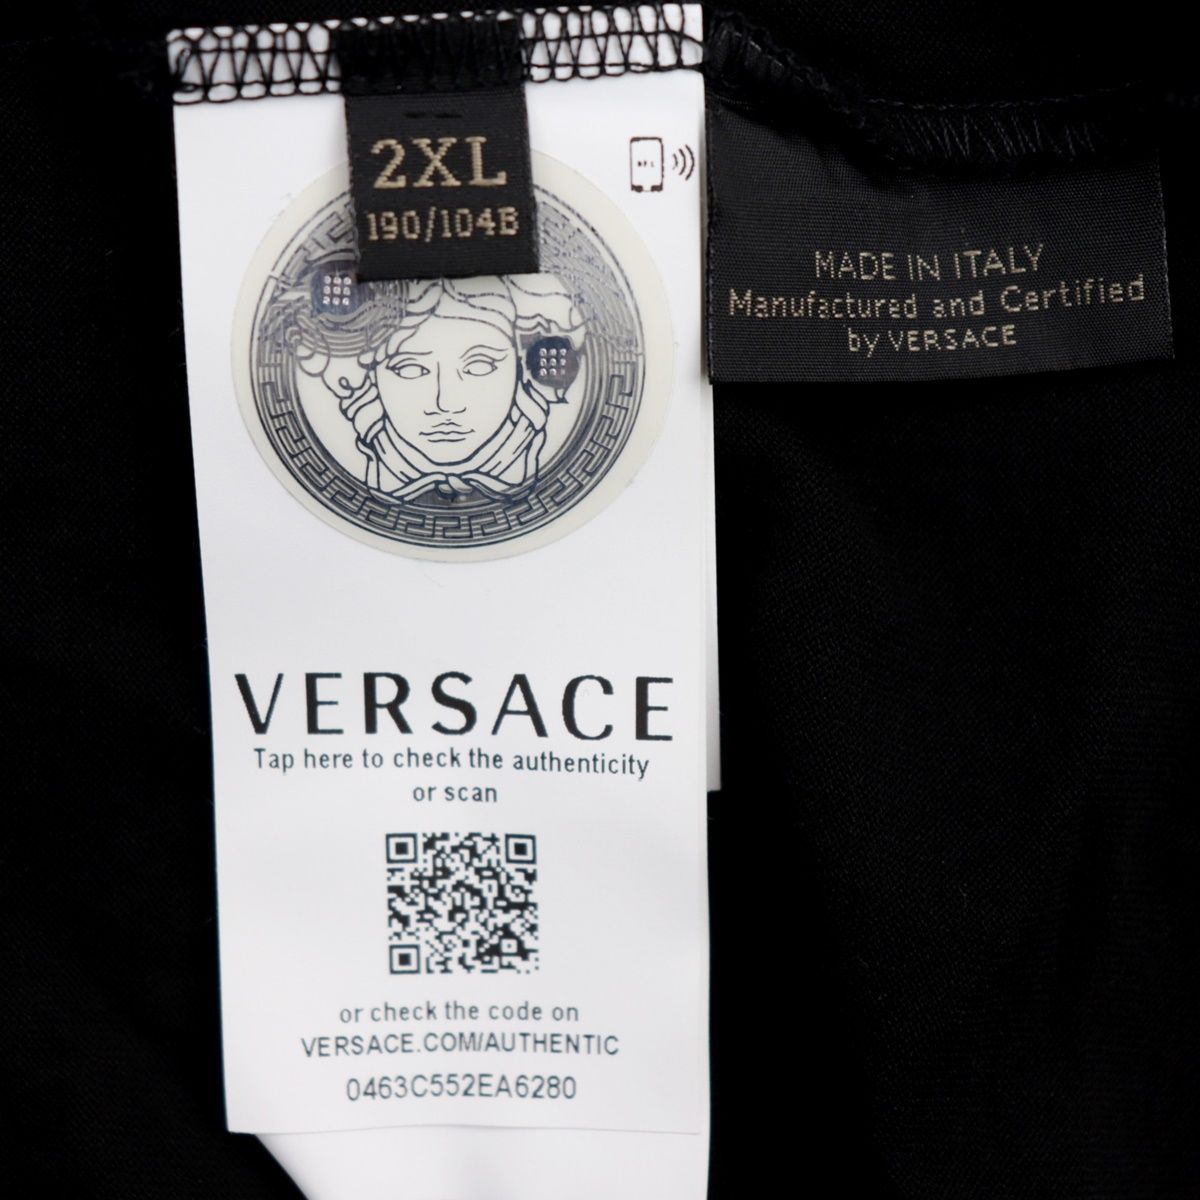 2XL
190/104B
MADE IN ITALY
Manufactured and Certified
by VERSACE
VERSACE
Tap here to check the authenticity
or scan
or check the code on
VERSACE.COM/AUTHENTIC
0463C552EA6280